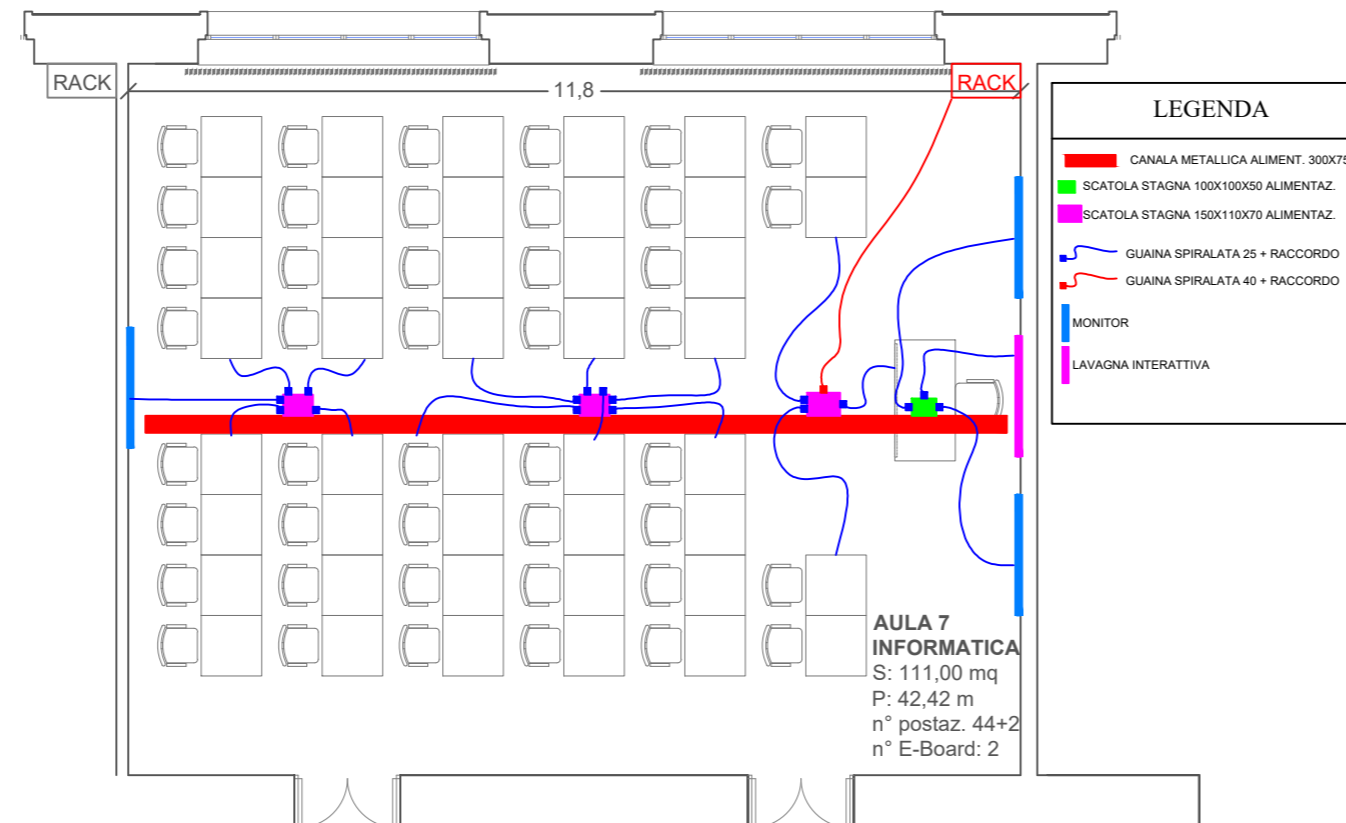 RACK
11,8
RACK
LEGENDA
CANALA METALLICA ALIMENT. 300X75
SCATOLA STAGNA 100X100X50 ALIMENTAZ.
SCATOLA STAGNA 150X110X70 ALIMENTAZ.
GUAINA SPIRALATA 25 + RACCORDO
GUAINA SPIRALATA 40 + RACCORDO
MONITOR
LAVAGNA INTERATTIVA
AULA 7
INFORMATICA
S: 111,00 mq
P: 42,42 m
n° postaz. 44+2
n° E-Board: 2